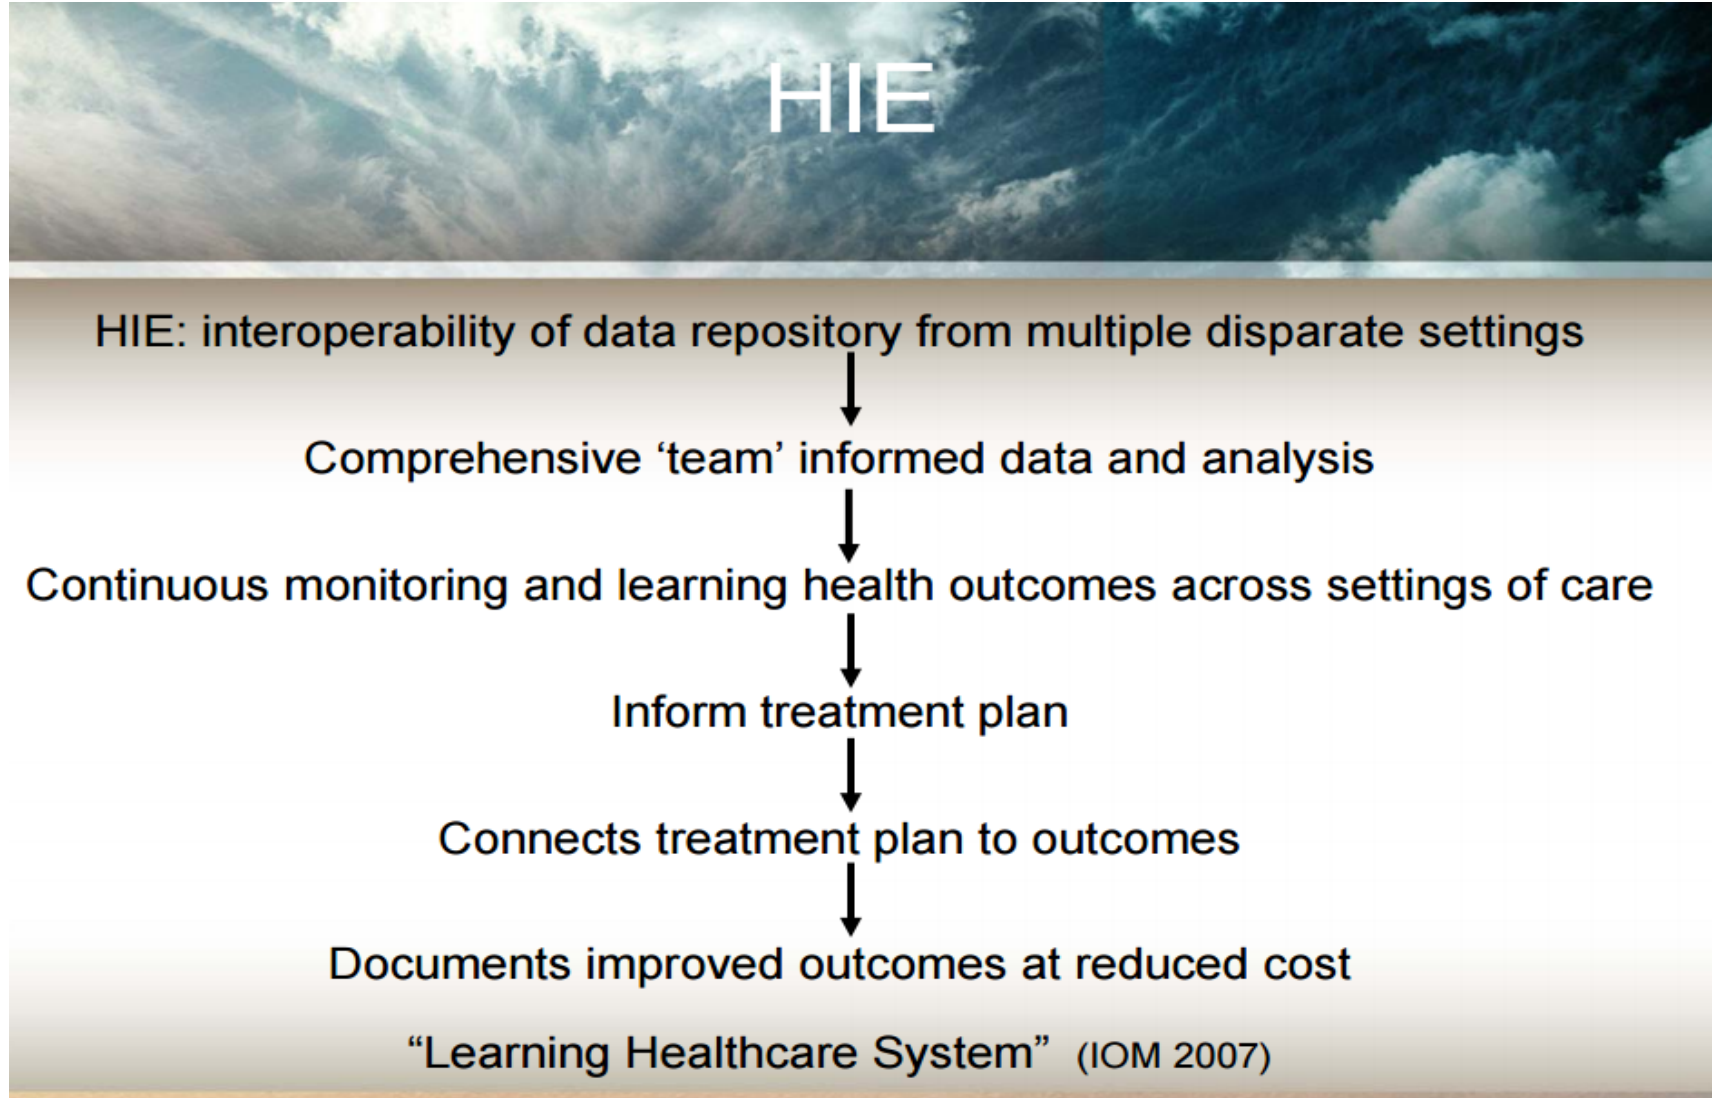 HIE
HIE: interoperability of data repository from multiple disparate settings
Comprehensive ‘team’ informed data and analysis
Continuous monitoring and learning health outcomes across settings of care
Inform treatment plan
Connects treatment plan to outcomes
Documents improved outcomes at reduced cost
“Learning Healthcare System” (IOM 2007)